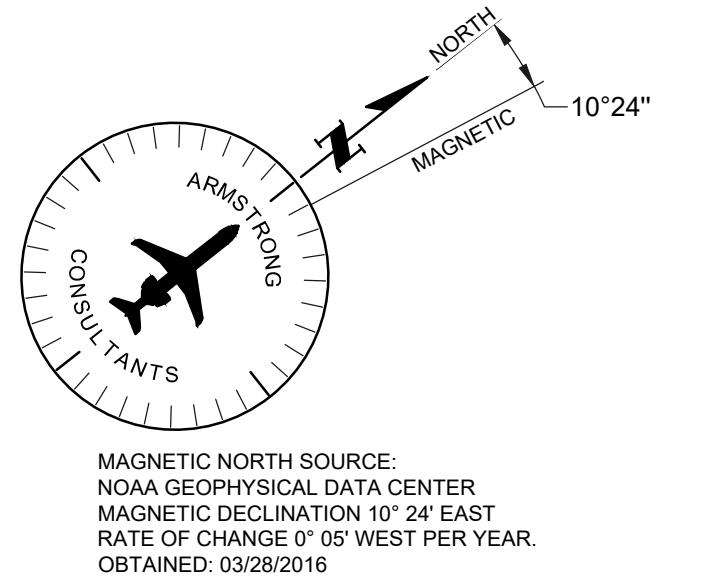 NORTH
10°24"
MAGNETIC
N
ARMSTRONG
CONSULTANTS
MAGNETIC NORTH SOURCE:
NOAA GEOPHYSICAL DATA CENTER
MAGNETIC DECLINATION 10° 24' EAST
RATE OF CHANGE 0° 05' WEST PER YEAR.
OBTAINED: 03/28/2016